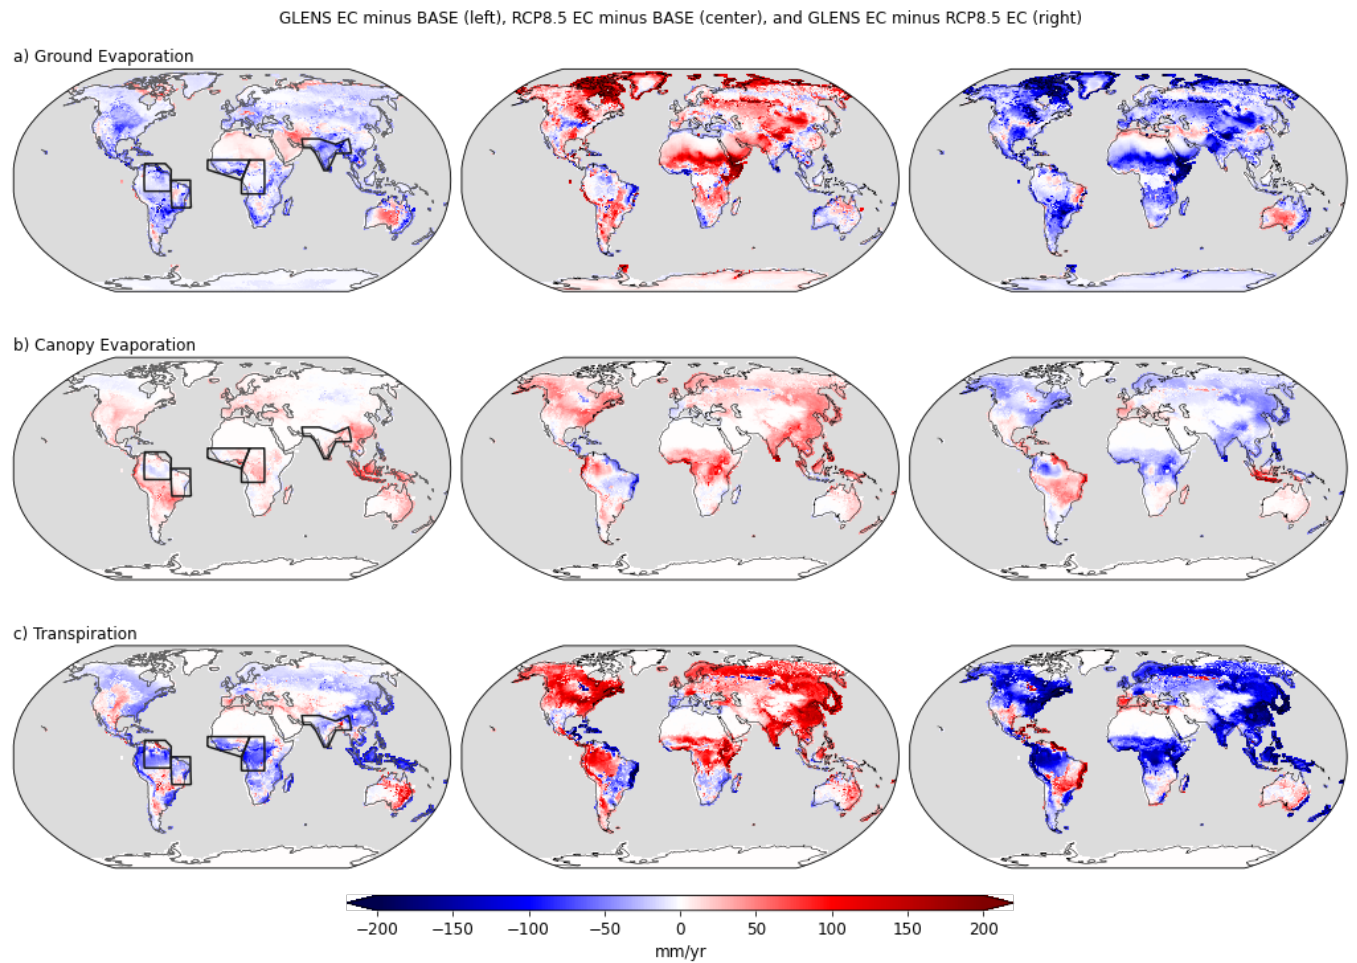 GLENS EC minus BASE (left), RCP8.5 EC minus BASE (center), and GLENS EC minus RCP8.5 EC (right)
a) Ground Evaporation
b) Canopy Evaporation
c) Transpiration
−200 −150 −100 −50 0 50 100 150 200
mm/yr